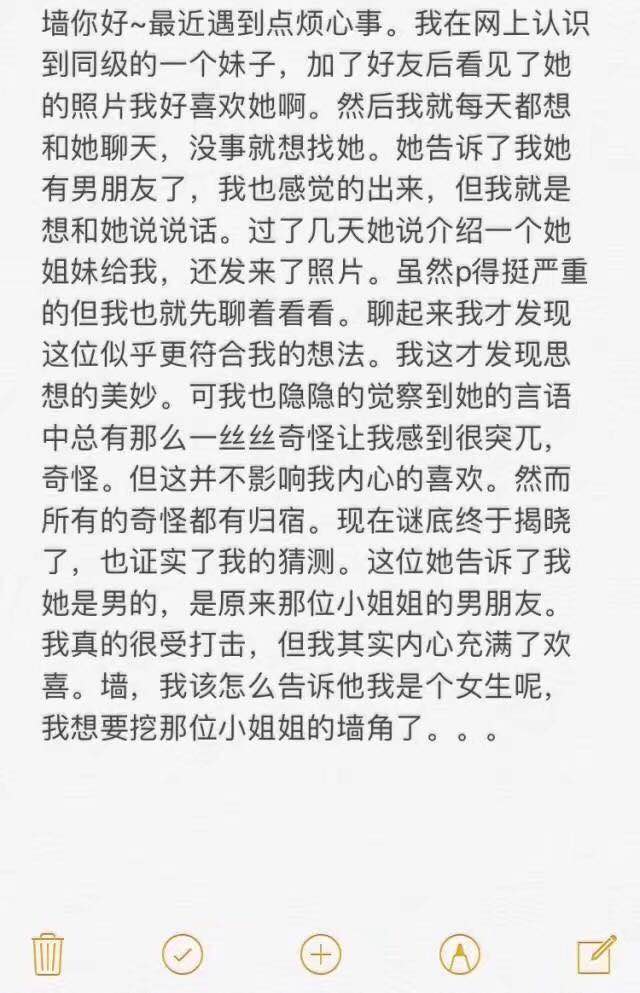 墙你好~最近遇到点烦心事。我在网上认识
到同级的一个妹子，加了好友后看见了她
的照片我好喜欢她啊。然后我就每天都想
和她聊天，没事就想找她。她告诉了我她
有男朋友了，我也感觉的出来，但我就是
想和她说说话。过了几天她说介绍一个她
姐妹给我，还发来了照片。虽然p得挺严重
的但我也就先聊着看看。聊起来我才发现
这位似乎更符合我的想法。我这才发现思
想的美妙。可我也隐隐的觉察到她的言语
中总有那么一丝丝奇怪让我感到很突兀，
奇怪。但这并不影响我内心的喜欢。然而
所有的奇怪都有归宿。现在谜底终于揭晓
了，也证实了我的猜测。这位她告诉了我
她是男的，是原来那位小姐姐的男朋友。
我真的很受打击，但我其实内心充满了欢
喜。墙，我该怎么告诉他我是个女生呢，
我想要挖那位小姐姐的墙角了。。。